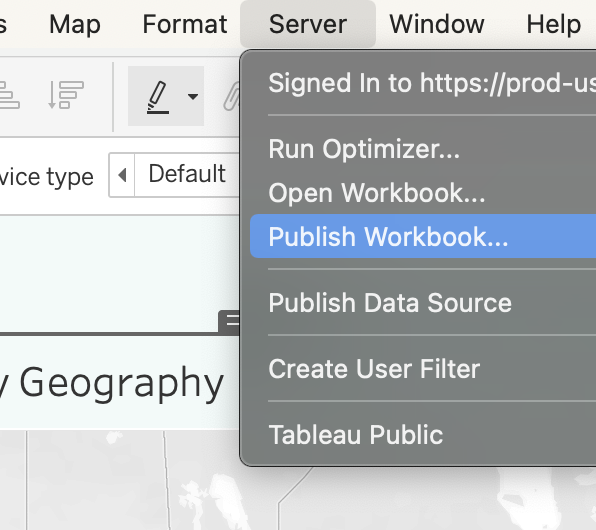 Map Format Server Window Help
Signed In to https://prod-us
Run Optimizer...
vice type Default
Open Workbook...
Publish Workbook...
Publish Data Source
Create User Filter
y Geography
Tableau Public